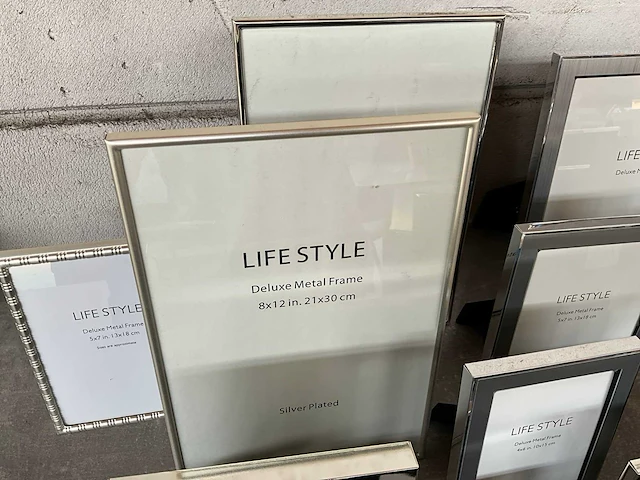 LIFE STYLE
Deluxe Metal Frame
8x12 in. 21x30 cm
Silver Plated
LIFE STYLE
Deluxe Metal Frame
5x7 in. 13x18 cm
LIFE
Deluxe
LIFE STYLE
Deluxe Metal Frame
5x7 in. 13x18 cm
LIFE STYLE
Deluxe Metal Frame
4x6 in. 10x15 cm